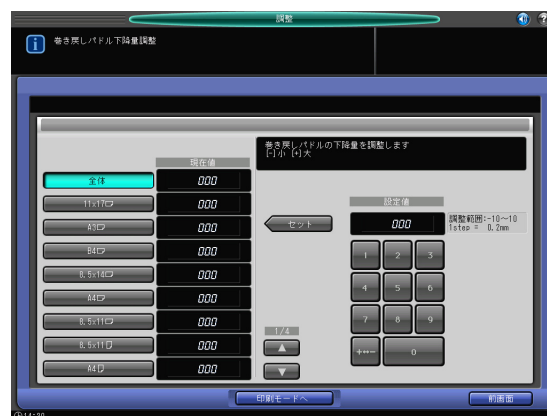 調整
巻き戻しパドル下降量調整
巻き戻しパドルの下降量を調整します
[-]小 [+]大
現在値
全体 000
11x17 000
A3 000
B4 000
8.5x14 000
A4 000
8.5x11 000
8.5x11 000
A4 000
セット
設定値
000
調整範囲:-10～10
1step = 0.2mm
1 2 3
4 5 6
7 8 9
+↔- 0
1/4
印刷モードへ
前画面
14:30